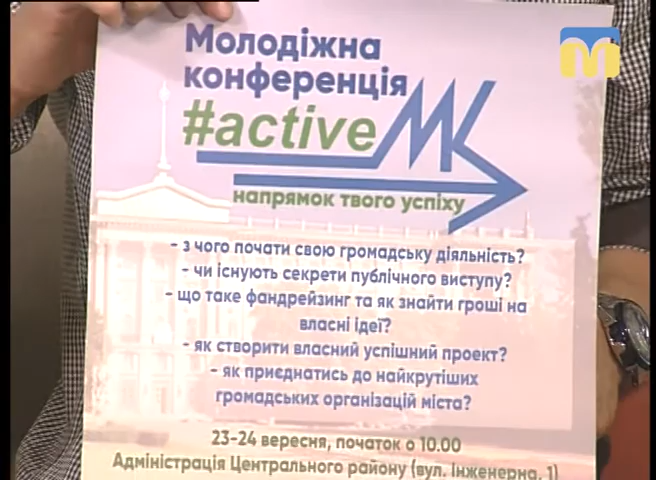 Молодіжна
конференція
#activeМК
напрямок твого успіху
- з чого почати свою громадську діяльність?
- чи існують секрети публічного виступу?
- що таке фандрейзинг та як знайти гроші на
власні ідеї?
- як створити власний успішний проект?
- як приєднатись до найкрутіших
громадських організацій міста?
23-24 вересня, початок о 10.00
Адміністрація Центрального району (вул. Інженерна, 1)